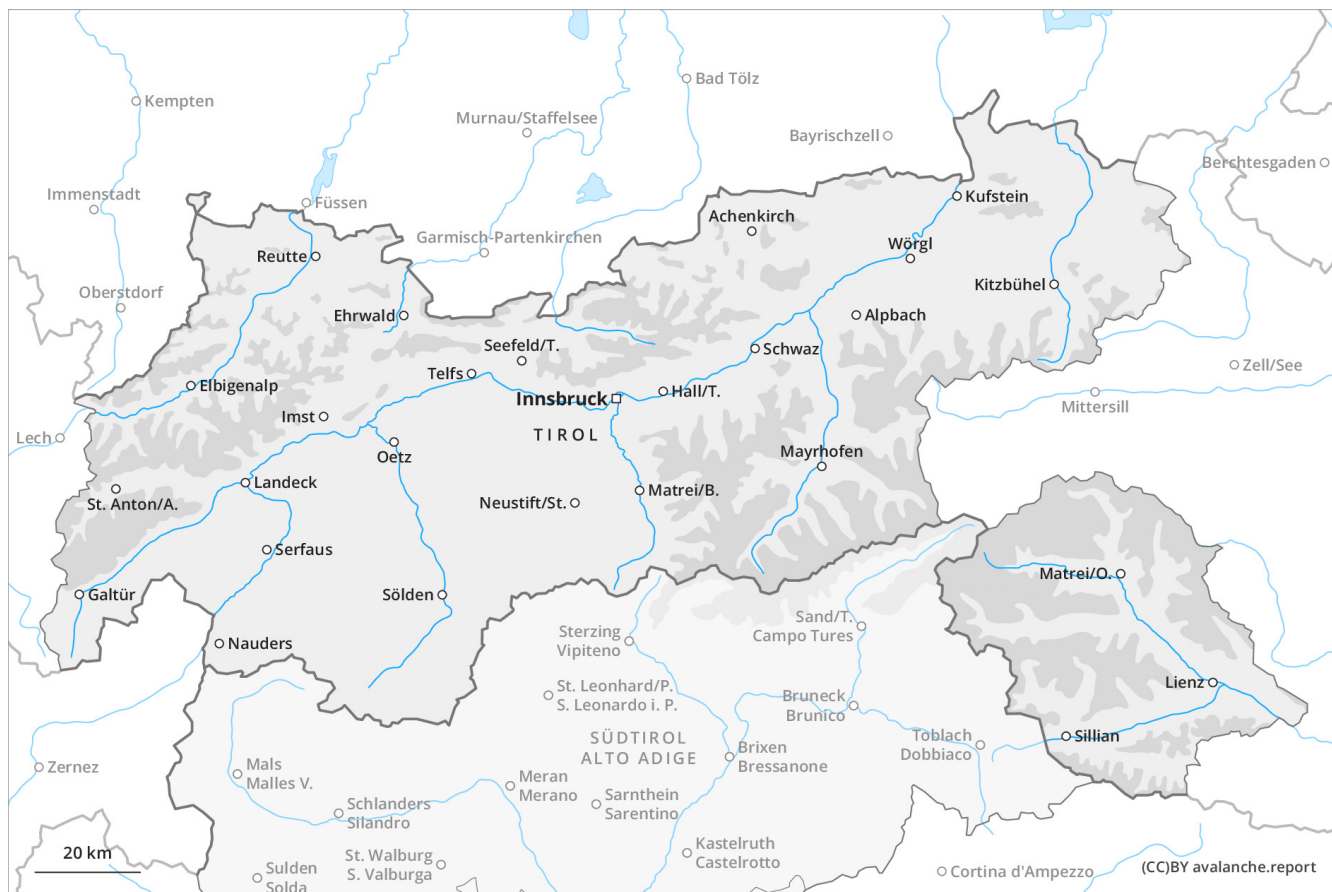 Bad Tölz
Kempten
Murnau/Staffelsee
Bayrischzell
Berchtesgaden
Immenstadt
Füssen
Kufstein
Achenkirch
Garmisch-Partenkirchen
Wörgl
Reutte
Oberstdorf
Kitzbühel
Ehrwald
Alpbach
Seefeld/T.
Schwaz
Zell/See
Telfs
Elbigenalp
Hall/T.
Innsbruck
Mittersill
Imst
TIROL
Lech
Oetz
Mayrhofen
Landeck
Matrei/B.
St. Anton/A.
Neustift/St.
Serfaus
Matrei/O.
Galtür
Sölden
Sand/T.
Campo Tures
Sterzing
Vipiteno
Nauders
Lienz
St. Leonhard/P.
S. Leonardo i. P.
Bruneck
Brunico
SÜDTIROL
ALTO ADIGE
Toblach
Dobbiaco
Sillian
Brixen
Bressanone
Zernez
Mals
Malles V.
Meran
Merano
Schlanders
Silandro
Sarnthein
Sarentino
Kastelruth
Castelrotto
20 km
St. Walburg
S. Valburga
Sulden
Solda
Cortina d'Ampezzo
(CC)BY avalanche.report